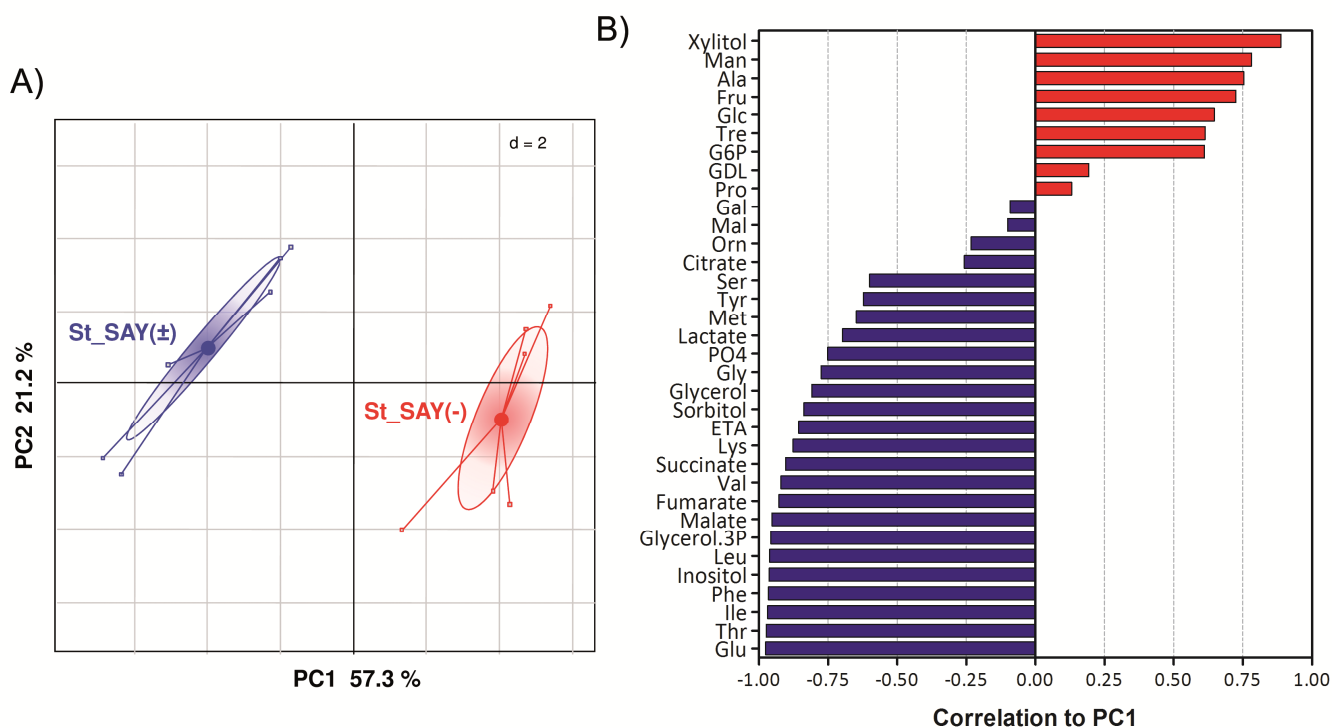 A)
d = 2
St_SAY(±)
St_SAY(-)
PC2 21.2 %
PC1 57.3 %
B)
Xylitol
Man
Ala
Fru
Glc
Tre
G6P
GDL
Pro
Gal
Mal
Orn
Citrate
Ser
Tyr
Met
Lactate
PO4
Gly
Glycerol
Sorbitol
ETA
Lys
Succinate
Val
Fumarate
Malate
Glycerol.3P
Leu
Inositol
Phe
Ile
Thr
Glu
-1.00 -0.75 -0.50 -0.25 0.00 0.25 0.50 0.75 1.00
Correlation to PC1